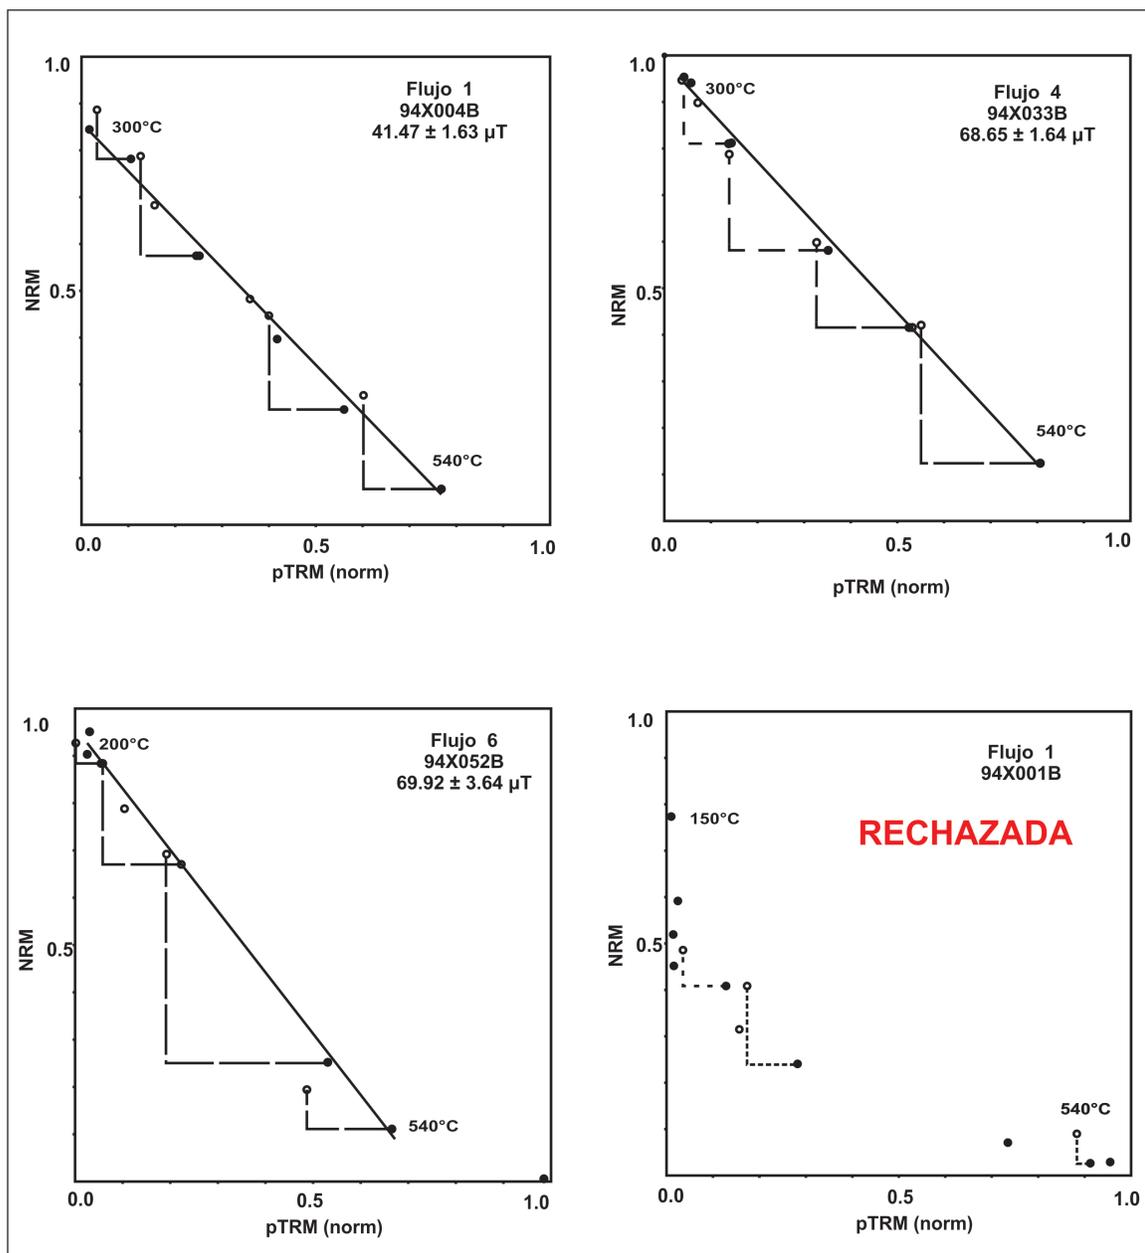 1.0
Flujo 1
94X004B
41.47 ± 1.63 µT
300°C
NRM
0.5
540°C
0.0
0.5
1.0
pTRM (norm)
1.0
300°C
Flujo 4
94X033B
68.65 ± 1.64 µT
NRM
0.5
540°C
0.0
0.5
1.0
pTRM (norm)
1.0
200°C
Flujo 6
94X052B
69.92 ± 3.64 µT
NRM
0.5
540°C
0.0
0.5
1.0
pTRM (norm)
1.0
Flujo 1
94X001B
150°C
RECHAZADA
NRM
0.5
540°C
0.0
0.5
1.0
pTRM (norm)